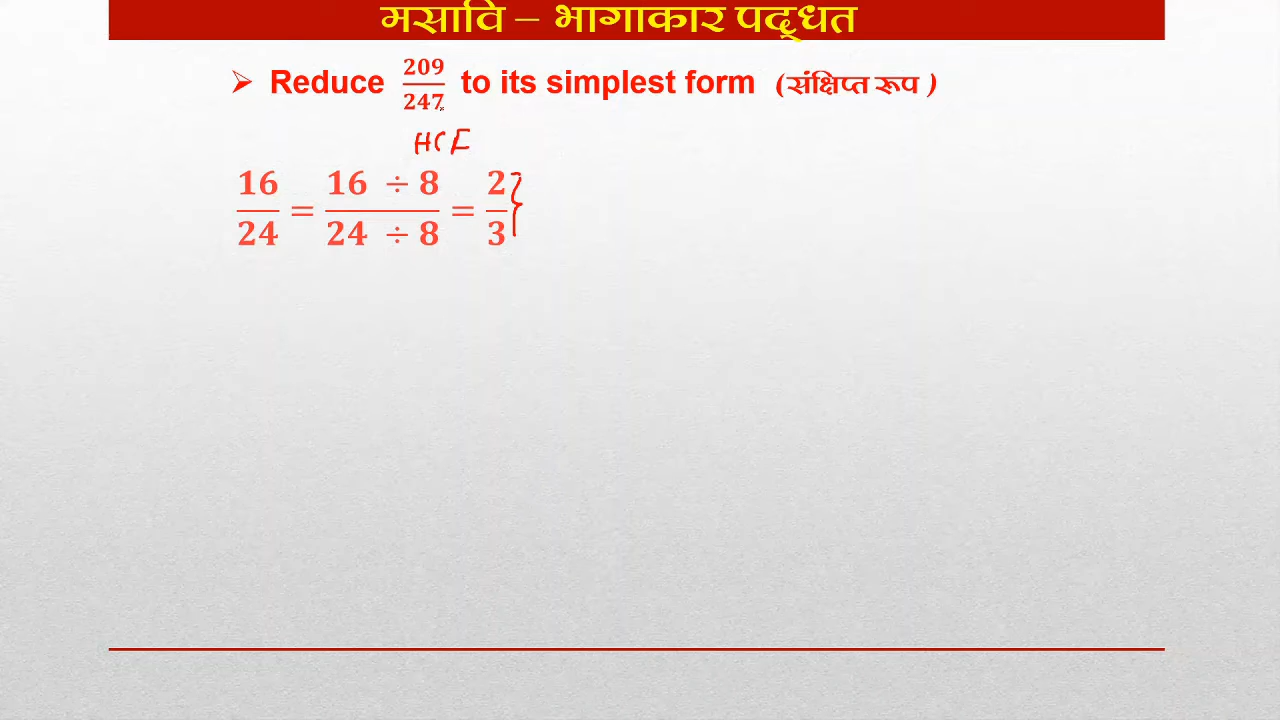 मसावि – भागाकार पद्धत
➢ Reduce 209/247 to its simplest form (संक्षिप्त रूप )
HCF
16/24 = 16 ÷ 8/24 ÷ 8 = 2/3 }